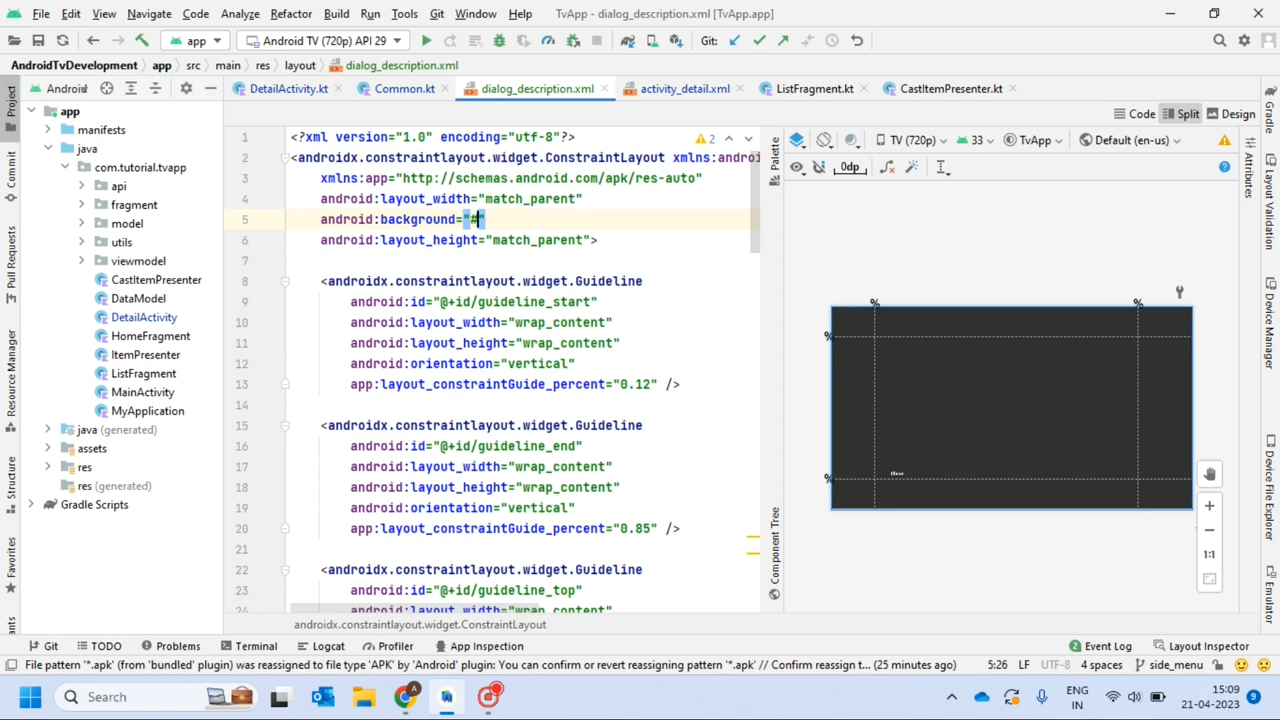 File Edit View Navigate Code Analyze Refactor Build Run Tools Git Window Help TvApp - dialog_description.xml [TvApp.app]
app Android TV (720p) API 29 Git:
AndroidTvDevelopment app src main res layout dialog_description.xml
Android DetailActivity.kt Common.kt dialog_description.xml activity_detail.xml ListFragment.kt CastItemPresenter.kt
Code Split Design
TV (720p) 33 TvApp Default (en-us)
0dp
Project
Commit
Pull Requests
Resource Manager
Structure
Favorites
app
manifests
java
com.tutorial.tvapp
api
fragment
model
utils
viewmodel
CastItemPresenter
DataModel
DetailActivity
HomeFragment
ItemPresenter
ListFragment
MainActivity
MyApplication
java (generated)
assets
res
res (generated)
Gradle Scripts
2
1 <?xml version="1.0" encoding="utf-8"?>
2 <androidx.constraintlayout.widget.ConstraintLayout xmlns:androi
3 xmlns:app="http://schemas.android.com/apk/res-auto"
4 android:layout_width="match_parent"
5 android:background="#"
6 android:layout_height="match_parent">
7
8 <androidx.constraintlayout.widget.Guideline
9 android:id="@+id/guideline_start"
10 android:layout_width="wrap_content"
11 android:layout_height="wrap_content"
12 android:orientation="vertical"
13 app:layout_constraintGuide_percent="0.12" />
14
15 <androidx.constraintlayout.widget.Guideline
16 android:id="@+id/guideline_end"
17 android:layout_width="wrap_content"
18 android:layout_height="wrap_content"
19 android:orientation="vertical"
20 app:layout_constraintGuide_percent="0.85" />
21
22 <androidx.constraintlayout.widget.Guideline
23 android:id="@+id/guideline_top"
24 android:layout_width="wrap_content"
androidx.constraintlayout.widget.ConstraintLayout
Palette
Component Tree
% %
%
%
1:1
Gradle
Attributes
Layout Validation
Device Manager
Device File Explorer
Emulator
Git TODO Problems Terminal Logcat Profiler App Inspection 2 Event Log Layout Inspector
File pattern '*.apk' (from 'bundled' plugin) was reassigned to file type 'APK' by 'Android' plugin: You can confirm or revert reassigning pattern '*.apk' // Confirm reassign t... (25 minutes ago) 5:26 LF UTF-8 4 spaces side_menu
Search
ENG
IN
15:09
21-04-2023
9